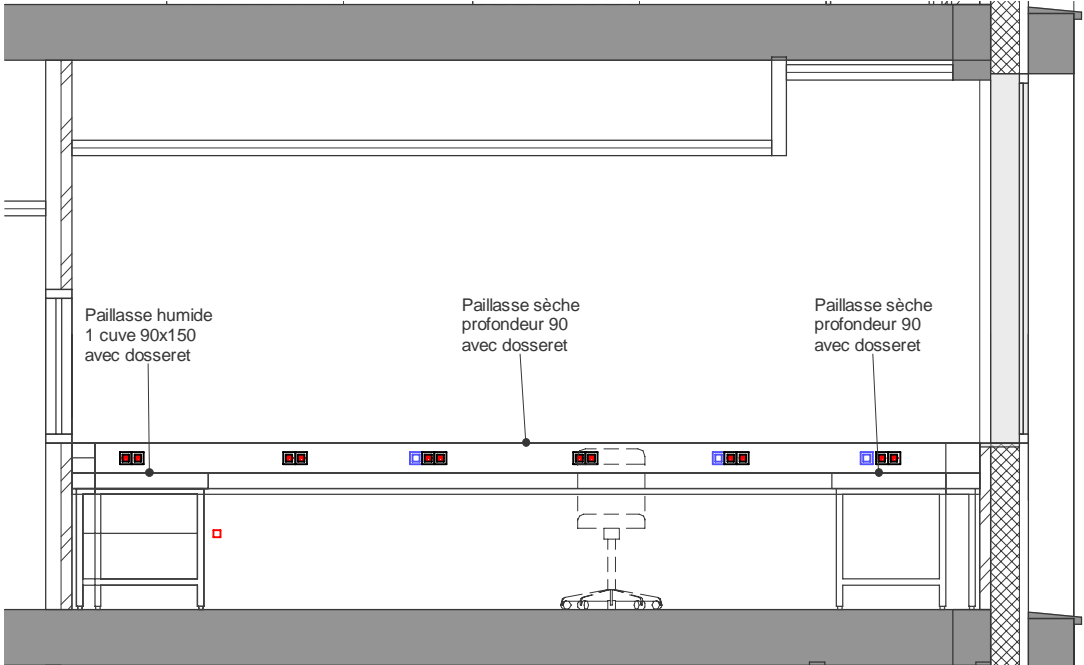 Paillasse humide
1 cuve 90x150
avec dosseret
Paillasse sèche
profondeur 90
avec dosseret
Paillasse sèche
profondeur 90
avec dosseret